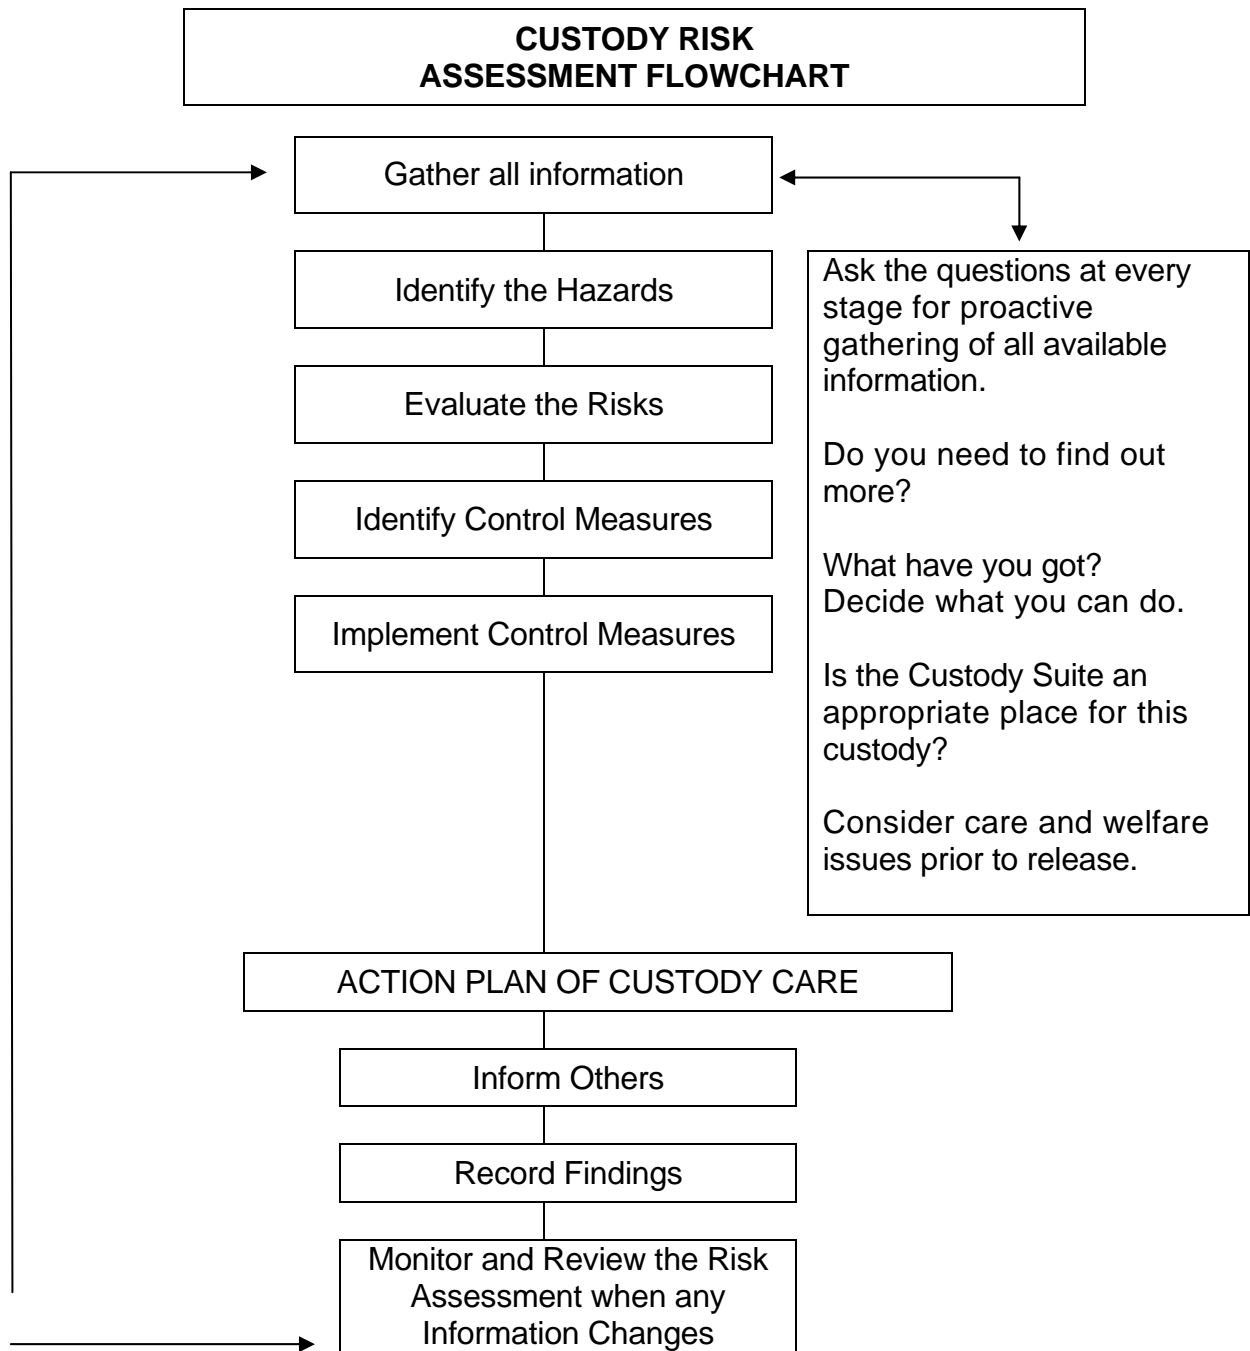 CUSTODY RISK
ASSESSMENT FLOWCHART
Gather all information
Identify the Hazards
Evaluate the Risks
Identify Control Measures
Implement Control Measures
Ask the questions at every
stage for proactive
gathering of all available
information.
Do you need to find out
more?
What have you got?
Decide what you can do.
Is the Custody Suite an
appropriate place for this
custody?
Consider care and welfare
issues prior to release.
ACTION PLAN OF CUSTODY CARE
Inform Others
Record Findings
Monitor and Review the Risk
Assessment when any
Information Changes